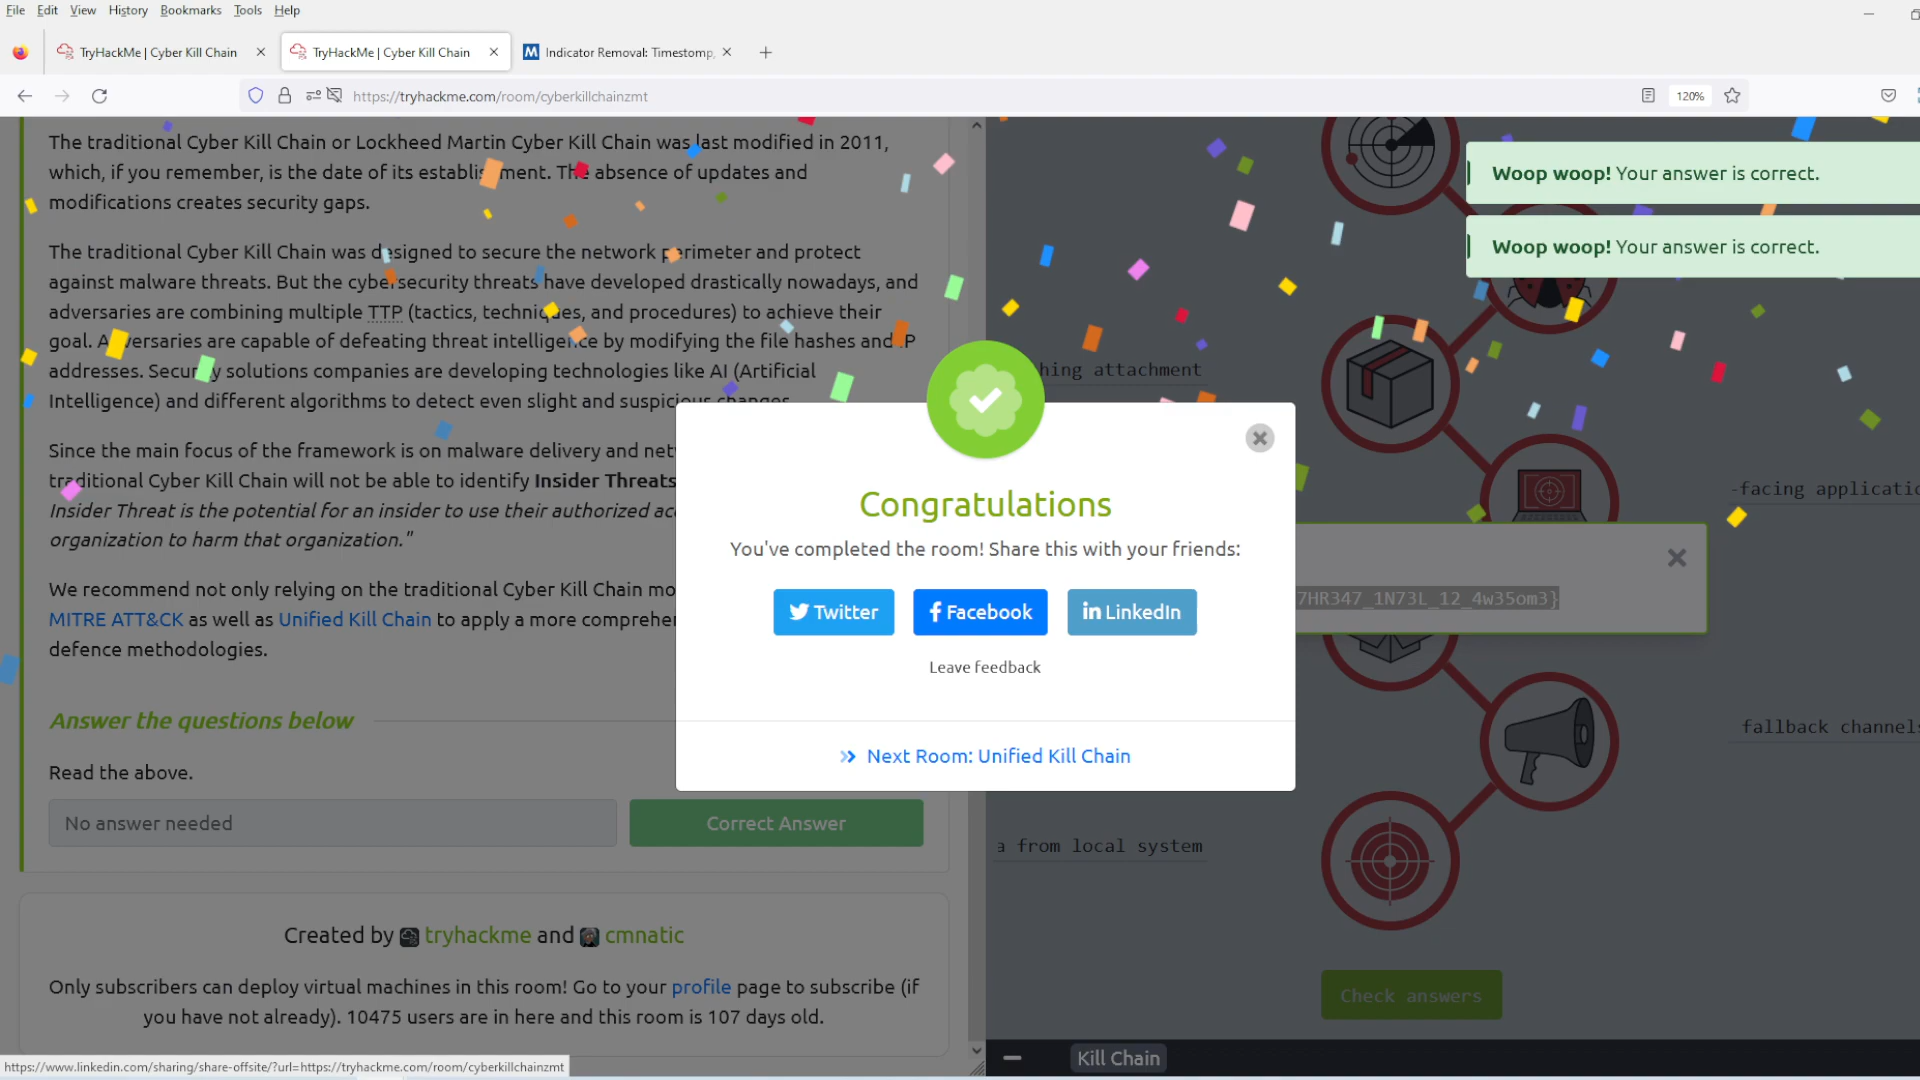 File Edit View History Bookmarks Tools Help
TryHackMe | Cyber Kill Chain
TryHackMe | Cyber Kill Chain
Indicator Removal: Timestomp,
https://tryhackme.com/room/cyberkillchainzmt
120%
The traditional Cyber Kill Chain or Lockheed Martin Cyber Kill Chain was last modified in 2011,
which, if you remember, is the date of its establishment. The absence of updates and
modifications creates security gaps.
The traditional Cyber Kill Chain was designed to secure the network perimeter and protect
against malware threats. But the cybersecurity threats have developed drastically nowadays, and
adversaries are combining multiple TTP (tactics, techniques, and procedures) to achieve their
goal. Adversaries are capable of defeating threat intelligence by modifying the file hashes and IP
addresses. Security solutions companies are developing technologies like AI (Artificial
Intelligence) and different algorithms to detect even slight and suspicious changes.
Since the main focus of the framework is on malware delivery and net
traditional Cyber Kill Chain will not be able to identify Insider Threats
Insider Threat is the potential for an insider to use their authorized ac
organization to harm that organization."
We recommend not only relying on the traditional Cyber Kill Chain mo
MITRE ATT&CK as well as Unified Kill Chain to apply a more comprehe
defence methodologies.
Answer the questions below
Read the above.
No answer needed
Correct Answer
Created by tryhackme and cmnatic
Only subscribers can deploy virtual machines in this room! Go to your profile page to subscribe (if
you have not already). 10475 users are in here and this room is 107 days old.
https://www.linkedin.com/sharing/share-offsite/?url=https://tryhackme.com/room/cyberkillchainzmt
Congratulations
You've completed the room! Share this with your friends:
Twitter
Facebook
LinkedIn
Leave feedback
Next Room: Unified Kill Chain
Woop woop! Your answer is correct.
Woop woop! Your answer is correct.
hing attachment
-facing applicatio
7HR347_1N73L_12_4w35om3}
fallback channels
a from local system
Check answers
Kill Chain